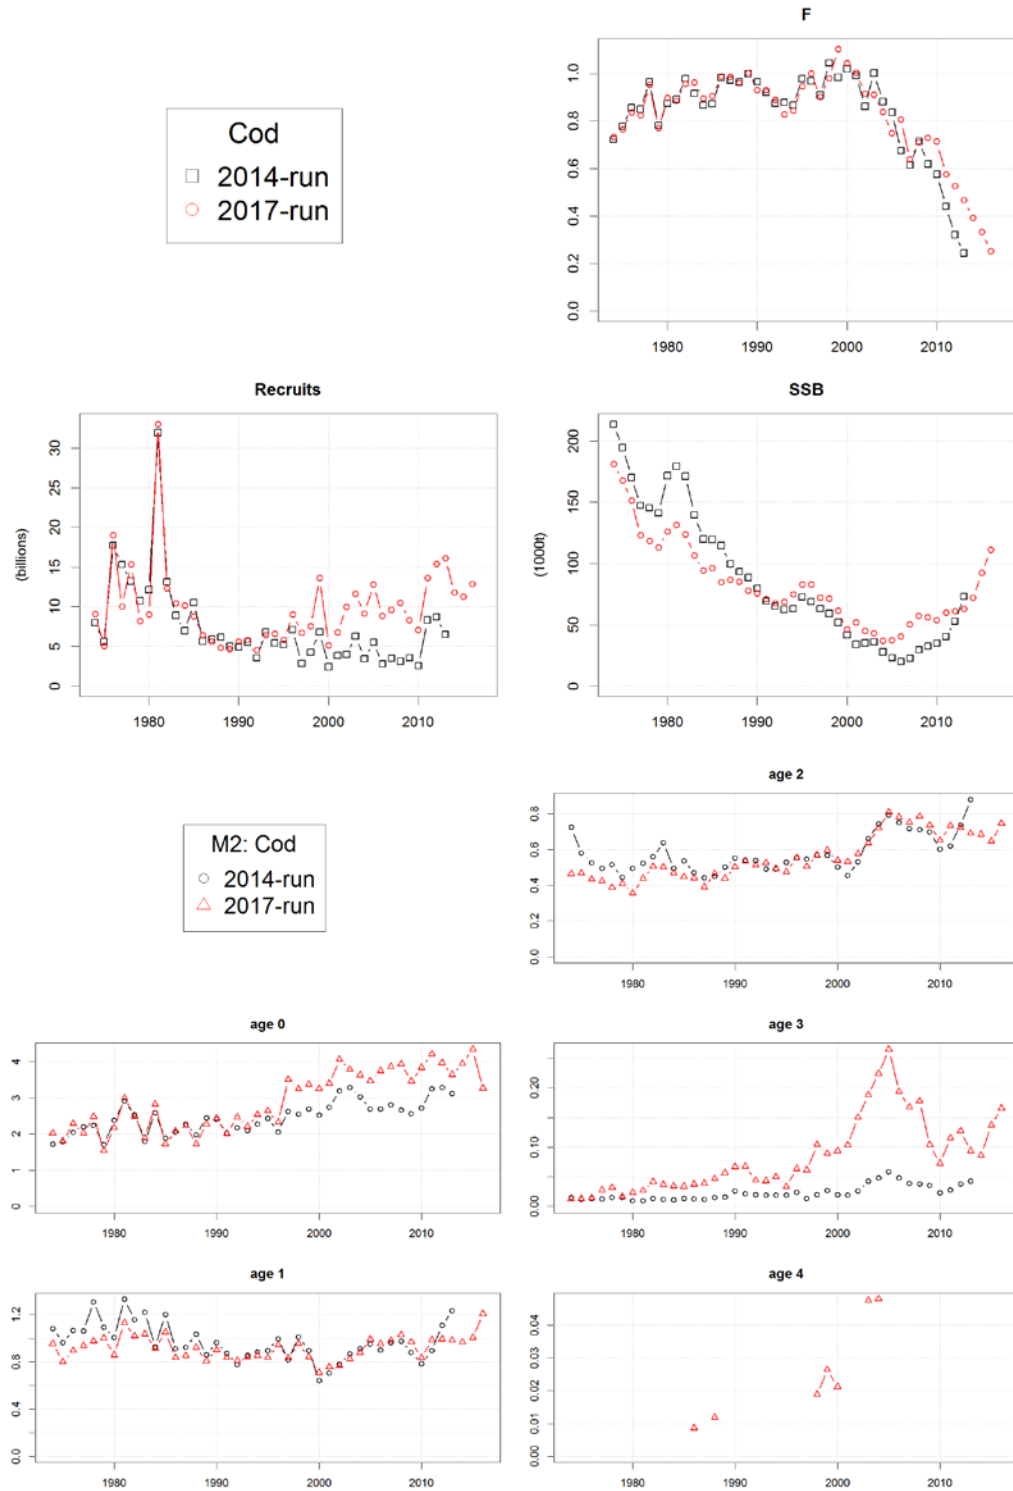 F
Cod
2014-run
2017-run
0.0 0.2 0.4 0.6 0.8 1.0
1980 1990 2000 2010
Recruits
(billions)
0 5 10 15 20 25 30
1980 1990 2000 2010
SSB
(1000t)
0 50 100 150 200
1980 1990 2000 2010
M2: Cod
2014-run
2017-run
age 2
0.0 0.2 0.4 0.6 0.8
1980 1990 2000 2010
age 0
0 1 2 3 4
1980 1990 2000 2010
age 3
0.00 0.10 0.20
1980 1990 2000 2010
age 1
0.0 0.4 0.8 1.2
1980 1990 2000 2010
age 4
0.00 0.01 0.02 0.03 0.04
1980 1990 2000 2010